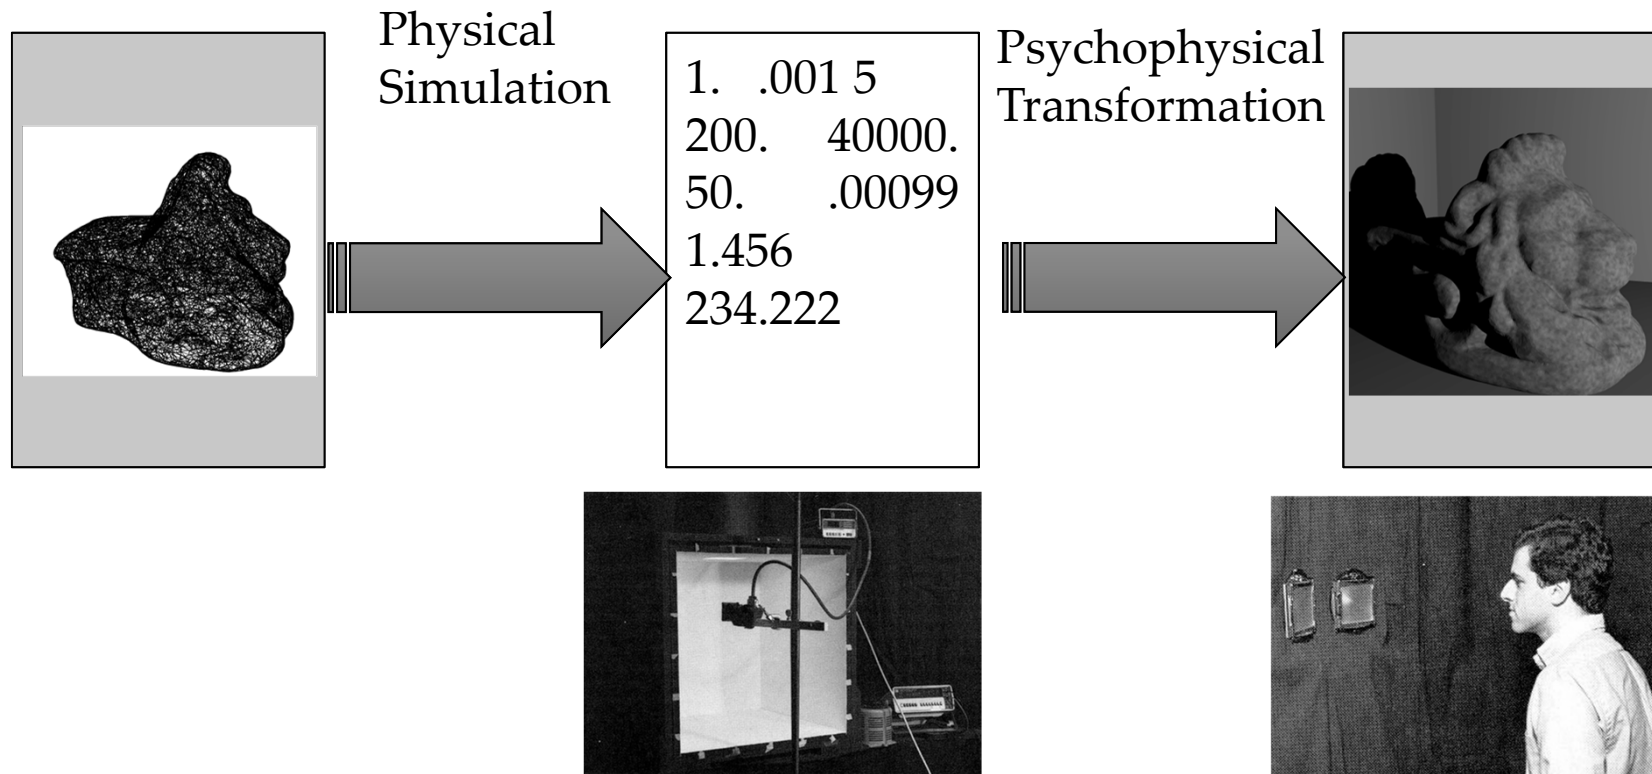 Physical
Simulation
1. .001 5
200. 40000.
50. .00099
1.456
234.222
Psychophysical
Transformation